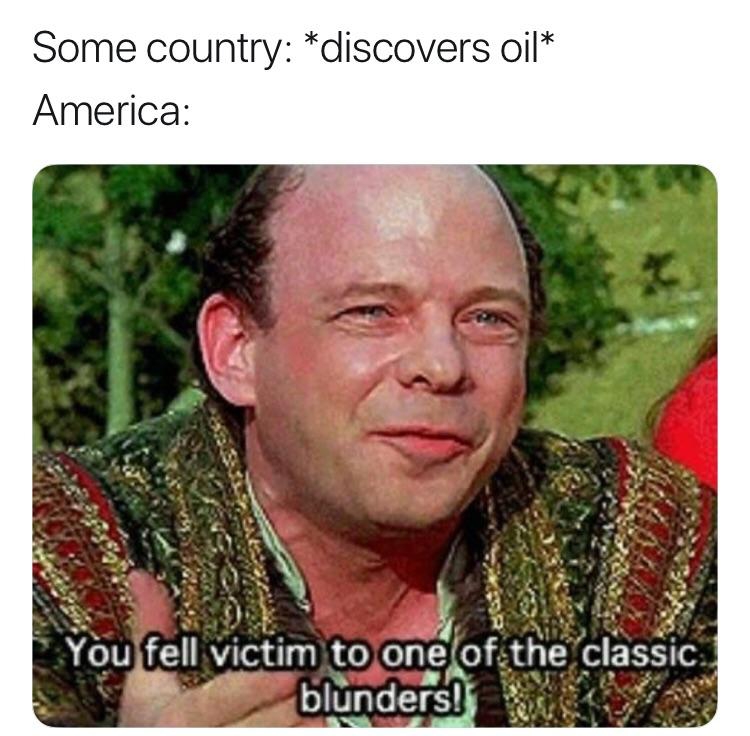 Some country: *discovers oil*
America:
You fell victim to one of the classic
blunders!